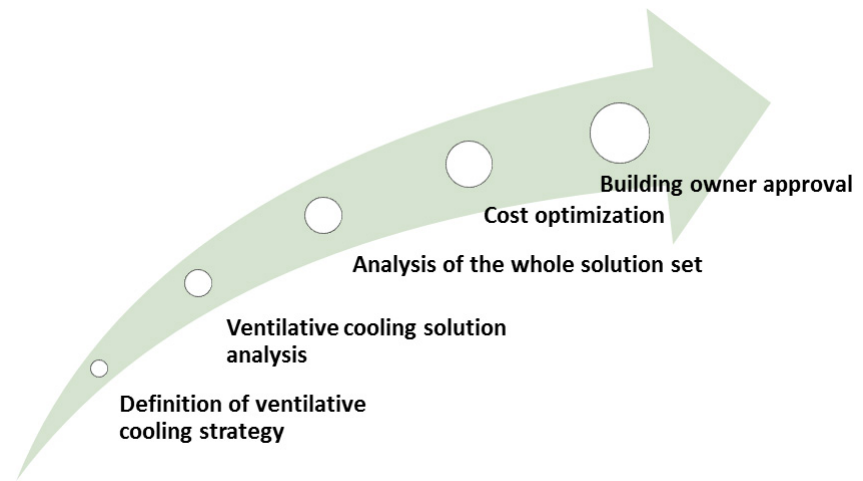 Building owner approval
Cost optimization
Analysis of the whole solution set
Ventilative cooling solution
analysis
Definition of ventilative
cooling strategy